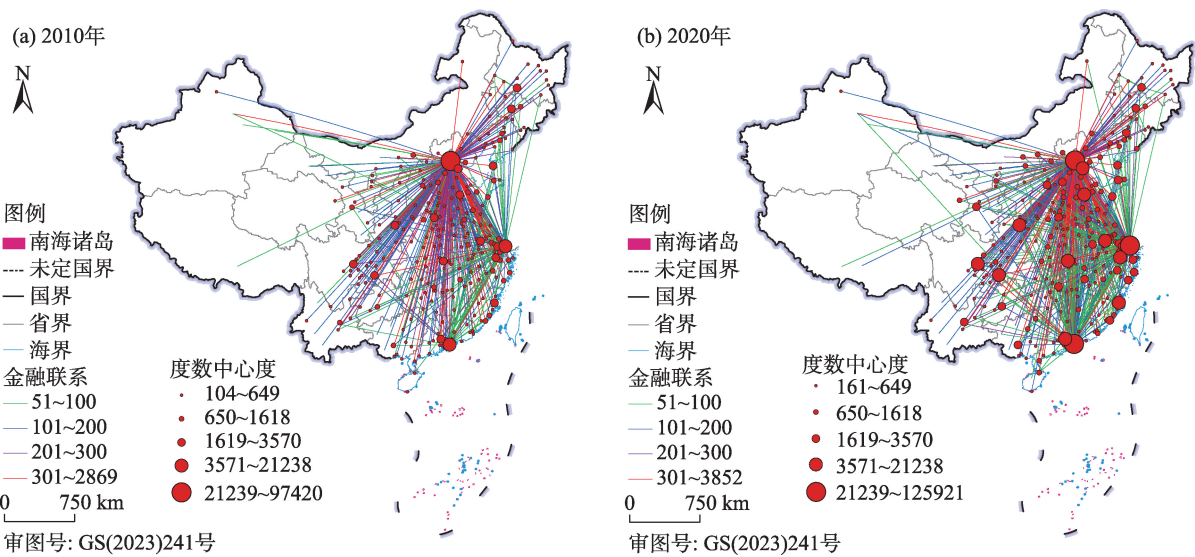 (a) 2010年
N
图例
南海诸岛
未定国界
国界
省界
海界
金融联系
51~100
101~200
201~300
301~2869
0 750 km
度数中心度
104~649
650~1618
1619~3570
3571~21238
21239~97420
审图号: GS(2023)241号
(b) 2020年
N
图例
南海诸岛
未定国界
国界
省界
海界
金融联系
51~100
101~200
201~300
301~3852
0 750 km
度数中心度
161~649
650~1618
1619~3570
3571~21238
21239~125921
审图号: GS(2023)241号